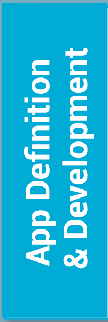 App Definition
& Development